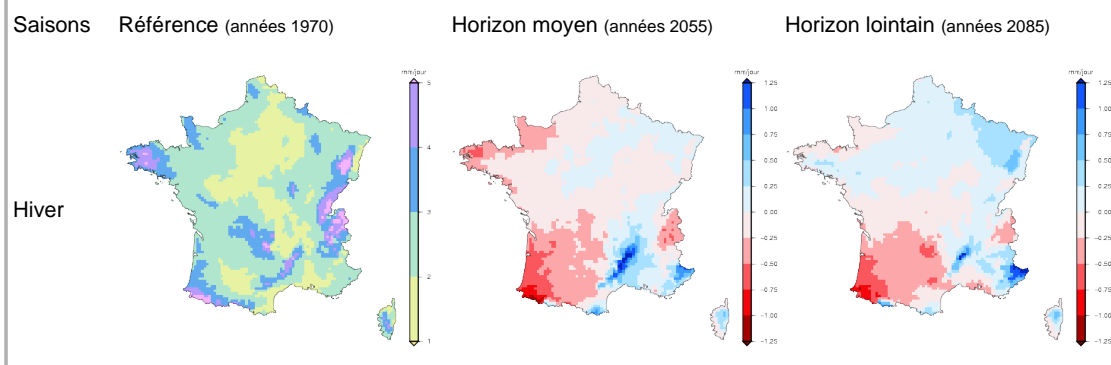 Saisons Référence (années 1970) Horizon moyen (années 2055) Horizon lointain (années 2085)
mm/jour mm/jour mm/jour
5 1.25 1.25
1.00 1.00
4 0.75 0.75
0.50 0.50
0.25 0.25
Hiver 3 0.00 0.00
−0.25 −0.25
−0.50 −0.50
2 −0.75 −0.75
−1.00 −1.00
1 −1.25 −1.25